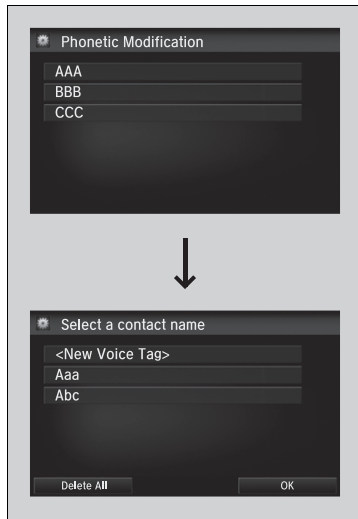 Phonetic Modification
AAA
BBB
CCC
Select a contact name
<New Voice Tag>
Aaa
Abc
Delete All
OK